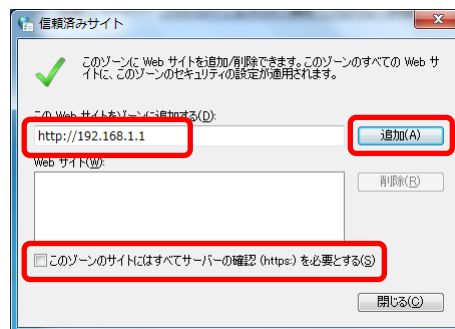 信頼済みサイト
このゾーンに Web サイトを追加/削除できます。このゾーンのすべての Web サ
イトに、このゾーンのセキュリティの設定が適用されます。
この Web サイトをゾーンに追加する(D):
http://192.168.1.1
追加(A)
Web サイト(W):
削除(R)
このゾーンのサイトにはすべてサーバーの確認 (https:) を必要とする(S)
閉じる(C)